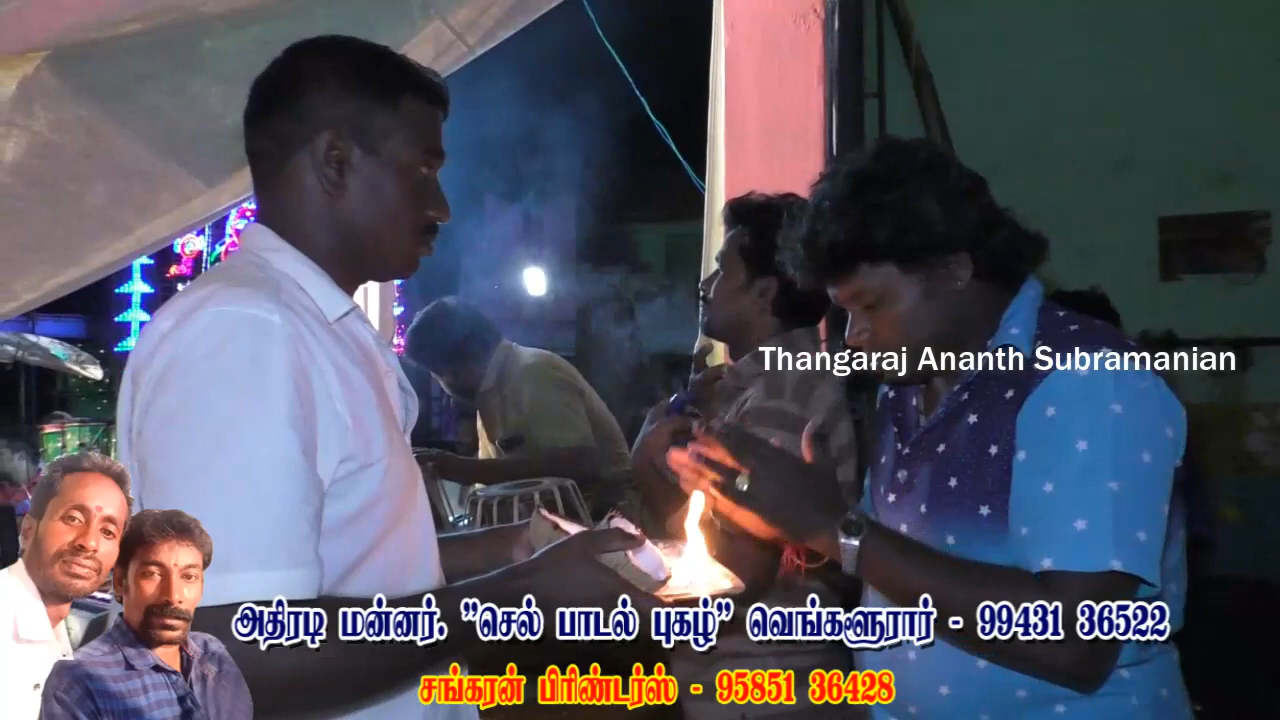 Thangaraj Ananth Subramanian
அதிரடி மன்னர். "செல் பாடல் புகழ்" வெங்களூரார் - 99431 36522
சங்கரன் பிரிண்டர்ஸ் - 95851 36428